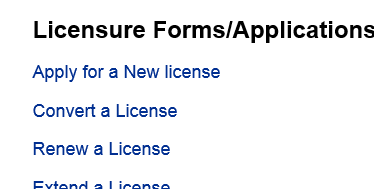 Licensure Forms/Applications
Apply for a New license
Convert a License
Renew a License
Extend a License